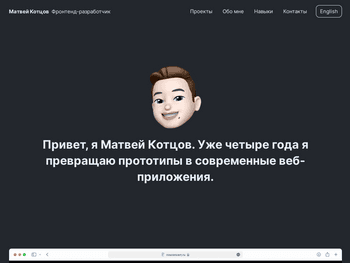 Матвей Котцов Фронтенд-разработчик Проекты Обо мне Навыки Контакты English
Привет, я Матвей Котцов. Уже четыре года я
превращаю прототипы в современные веб-
приложения.